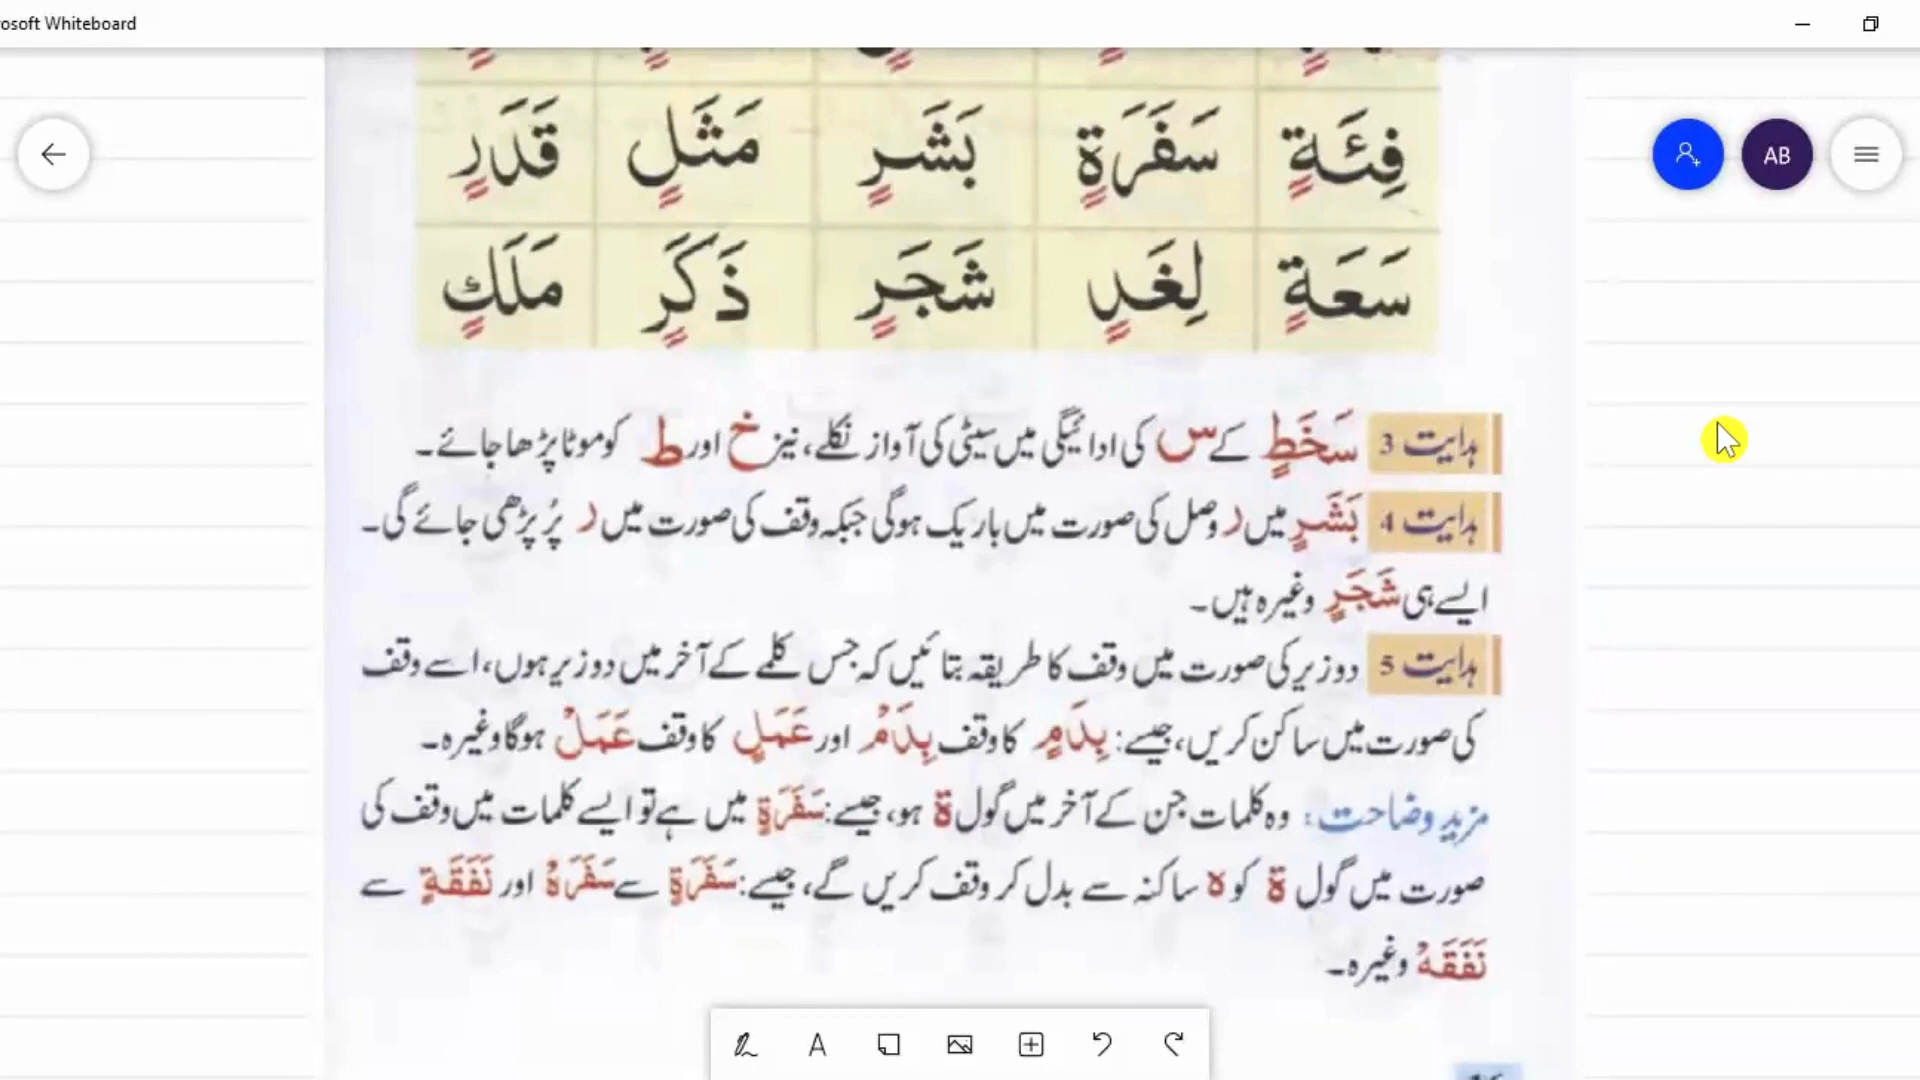 osoft Whiteboard
فِئَةٍ سَفَرَةٍ بَشَرٍ مَثَلٍ قَدَرٍ
AB
سَعَةٍ لِغَدٍ شَجَرٍ ذَكَرٍ مَلَكٍ
ہدایت 3 سَخَطٍ کے س کی ادائیگی میں سیٹی کی آواز نکلے، نیز خ اور ط کو موٹا پڑھا جائے۔
ہدایت 4 بَشَرٍ میں ر وصل کی صورت میں باریک ہوگی جبکہ وقف کی صورت میں ر پُر پڑھی جائے گی۔
ایسے ہی شَجَرٍ وغیرہ ہیں۔
ہدایت 5 دو زیر کی صورت میں وقف کا طریقہ بتائیں کہ جس کلمے کے آخر میں دو زیر ہوں، اسے وقف
کی صورت میں ساکن کریں، جیسے: بِدَمٍ کا وقف بِدَمْ اور عَمَلٍ کا وقف عَمَلْ ہوگا وغیرہ۔
مزید وضاحت: وہ کلمات جن کے آخر میں گول ة ہو، جیسے: سَفَرَةٍ میں ہے تو ایسے کلمات میں وقف کی
صورت میں گول ة کو ہ ساکنہ سے بدل کر وقف کریں گے، جیسے: سَفَرَةٍ سے سَفَرَهْ اور نَفَقَةٍ سے
نَفَقَهْ وغیرہ۔